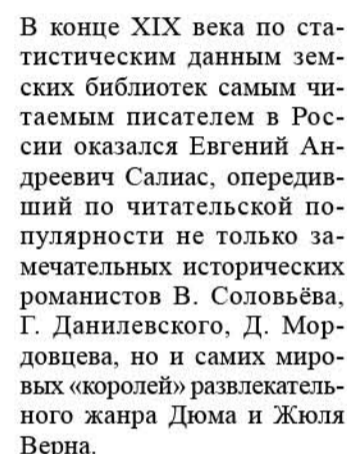 В конце XIX века по ста-
тистическим данным зем-
ских библиотек самым чи-
таемым писателем в Рос-
сии оказался Евгений Ан-
дреевич Салиас, опередив-
ший по читательской по-
пулярности не только за-
мечательных исторических
романистов В. Соловьёва,
Г. Данилевского, Д. Мор-
довцева, но и самих миро-
вых «королей» развлекатель-
ного жанра Дюма и Жюля
Верна.